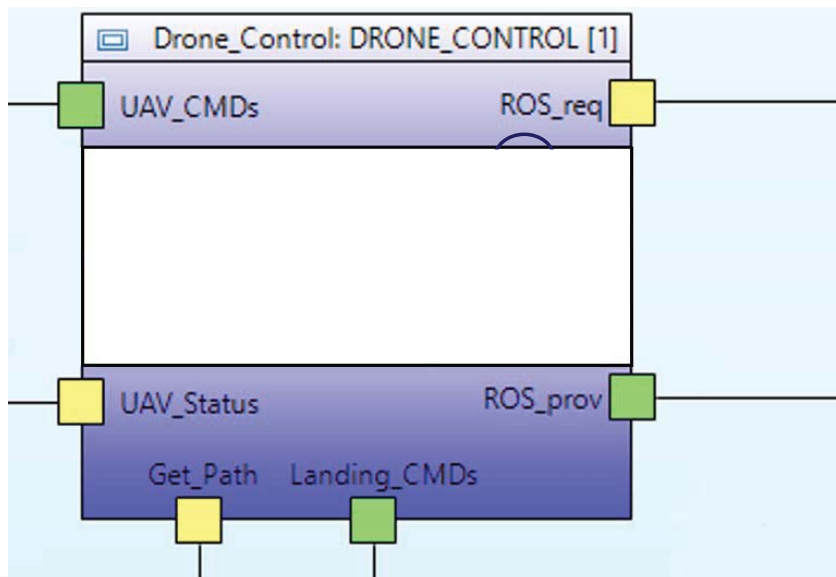 Drone_Control: DRONE_CONTROL [1]
UAV_CMDs
ROS_req
UAV_Status
ROS_prov
Get_Path
Landing_CMDs